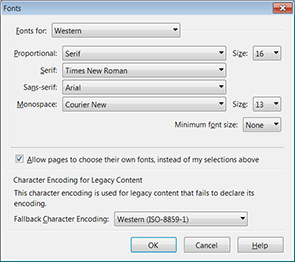 Fonts
Fonts for: Western
Proportional: Serif Size: 16
Serif: Times New Roman
Sans-serif: Arial
Monospace: Courier New Size: 13
Minimum font size: None
Allow pages to choose their own fonts, instead of my selections above
Character Encoding for Legacy Content
This character encoding is used for legacy content that fails to declare its
encoding.
Fallback Character Encoding: Western (ISO-8859-1)
OK Cancel Help